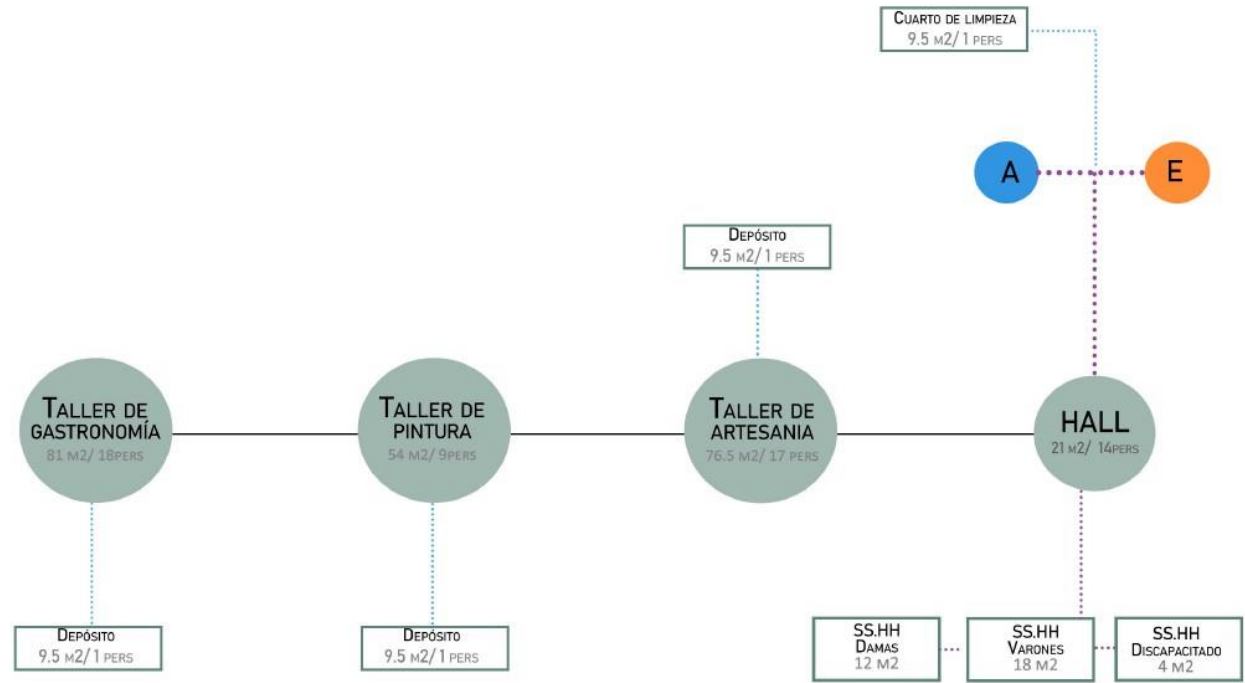 CUARTO DE LIMPIEZA
9.5 M2/ 1 PERS
A
E
DEPÓSITO
9.5 M2/ 1 PERS
TALLER DE
GASTRONOMÍA
81 M2/ 18PERS
TALLER DE
PINTURA
54 M2/ 9PERS
TALLER DE
ARTESANIA
76.5 M2/ 17 PERS
HALL
21 M2/ 14PERS
DEPÓSITO
9.5 M2/ 1 PERS
DEPÓSITO
9.5 M2/ 1 PERS
SS.HH
DAMAS
12 M2
SS.HH
VARONES
18 M2
SS.HH
DISCAPACITADO
4 M2